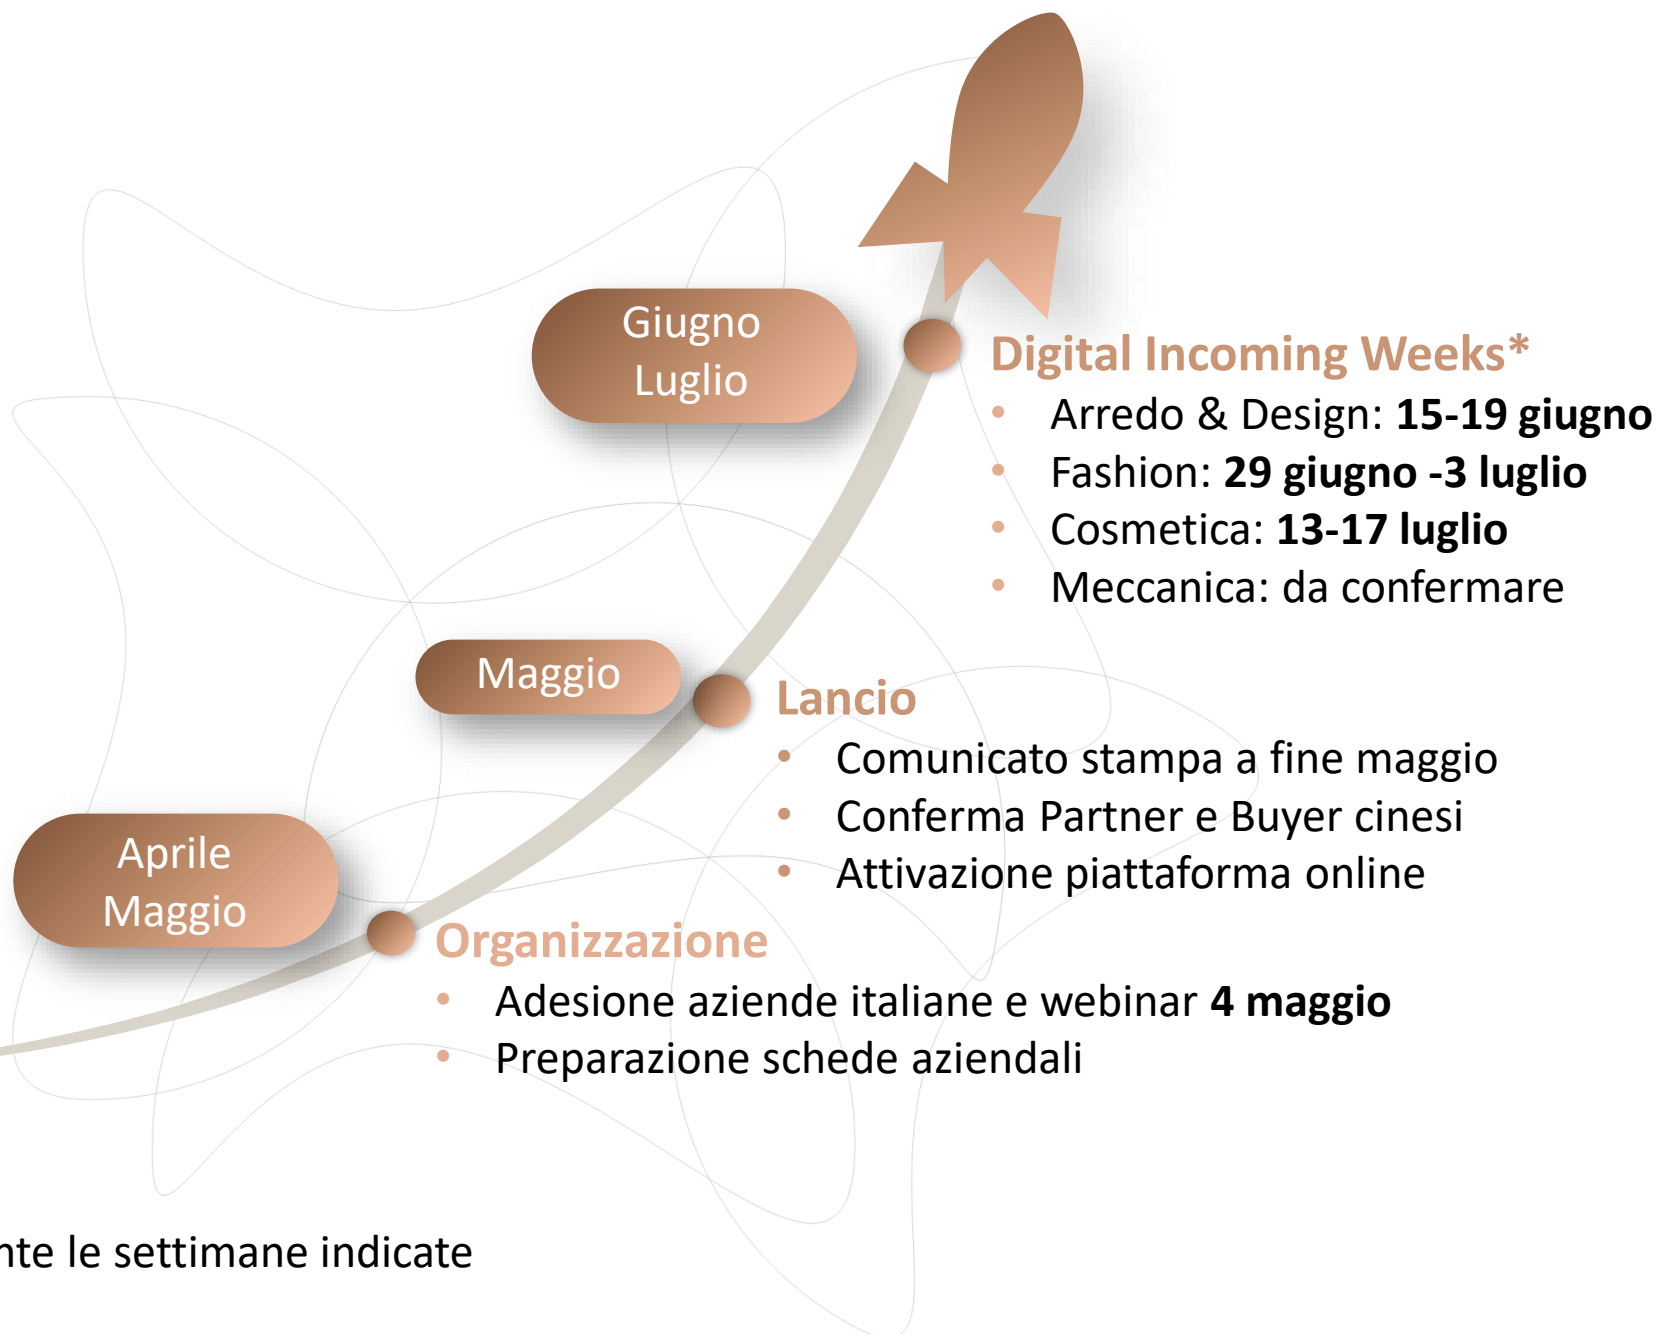 Giugno
Luglio
Digital Incoming Weeks*
• Arredo & Design: 15-19 giugno
• Fashion: 29 giugno -3 luglio
• Cosmetica: 13-17 luglio
• Meccanica: da confermare
Maggio
Lancio
• Comunicato stampa a fine maggio
• Conferma Partner e Buyer cinesi
• Attivazione piattaforma online
Aprile
Maggio
Organizzazione
• Adesione aziende italiane e webinar 4 maggio
• Preparazione schede aziendali
nte le settimane indicate